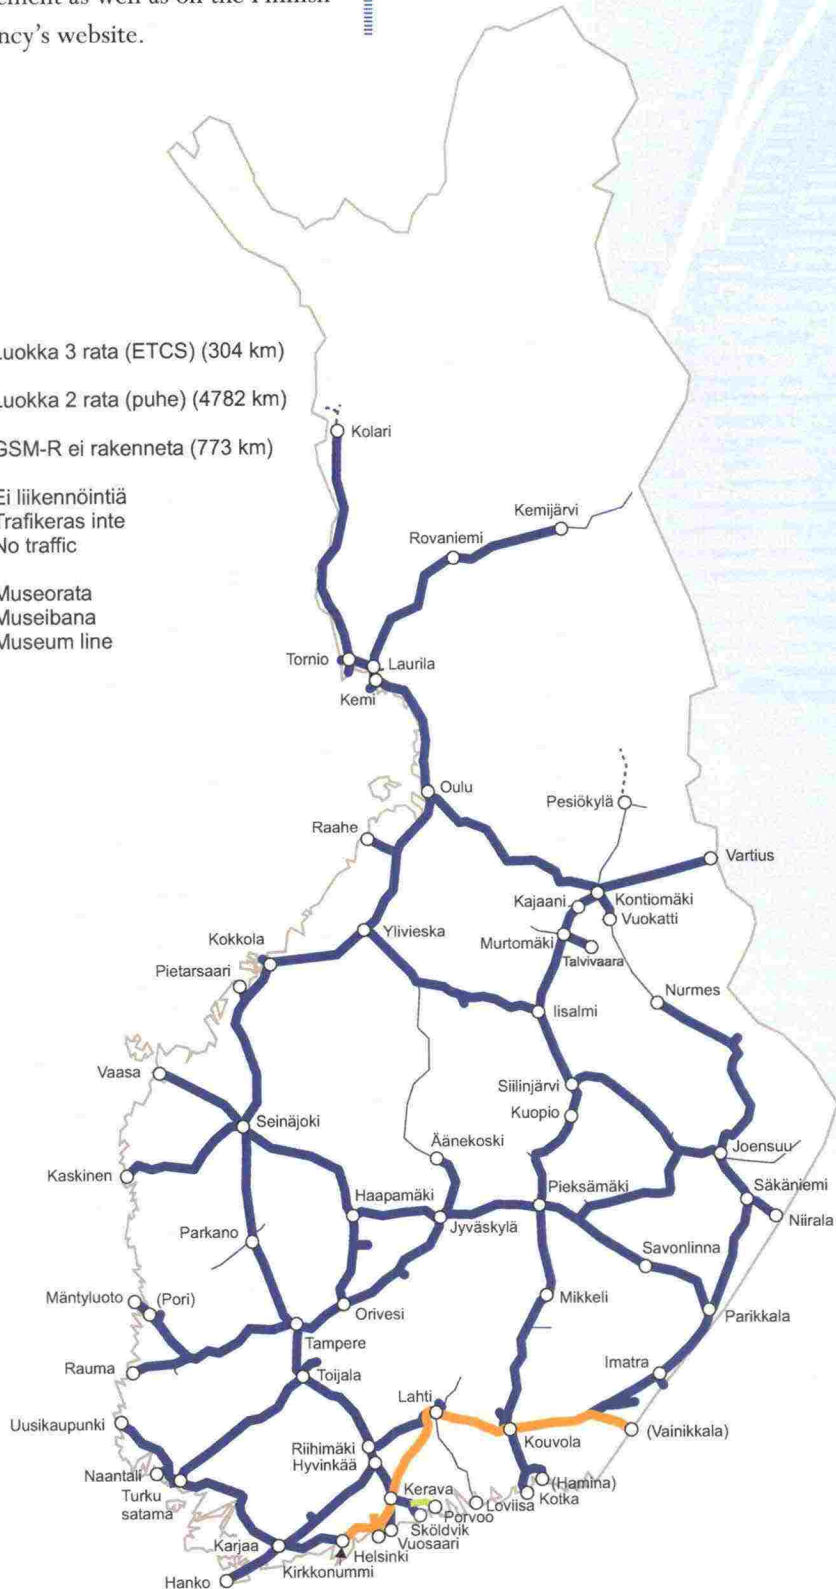 as well as on the Finnish
website.
Luokka 3 rata (ETCS) (304 km)
Luokka 2 rata (puhe) (4782 km)
GSM-R ei rakenneta (773 km)
Ei liikennöintiä
Trafikeras inte
No traffic
Museorata
Museibana
Museum line
Kolari
Kemijärvi
Rovaniemi
Tornio
Laurila
Kemi
Oulu
Pesiökylä
Raahe
Vartius
Kontiomäki
Kajaani
Vuokatti
Ylivieska
Murtomäki
Kokkola
Talvivaara
Pietarsaari
Nurmes
Iisalmi
Vaasa
Siilinjärvi
Kuopio
Seinäjoki
Äänekoski
Joensuu
Kaskinen
Säkäniemi
Pieksämäki
Haapamäki
Niirala
Jyväskylä
Parkano
Savonlinna
Mäntyluoto
(Pori)
Mikkeli
Orivesi
Parikkala
Tampere
Imatra
Rauma
Toijala
Lahti
Uusikaupunki
(Vainikkala)
Kouvola
Riihimäki
Hyvinkää
Naantali
Kerava
(Hamina)
Turku
satama
Loviisa
Kotka
Porvoo
Sköldvik
Vuosaari
Karjaa
Helsinki
Kirkkonummi
Hanko